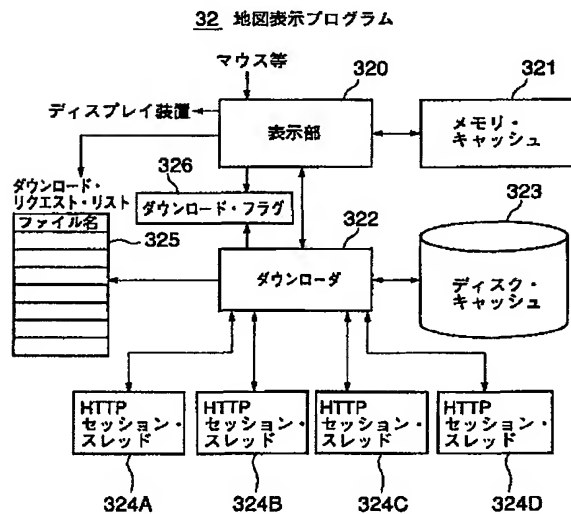 32 地図表示プログラム
マウス等
320
321
ディスプレイ装置
表示部
メモリ・
キャッシュ
326
ダウンロード・
リクエスト・リスト
ファイル名
325
ダウンロード・フラグ
322
323
ダウンローダ
ディスク・
キャッシュ
HTTP
セッション・
スレッド
HTTP
セッション・
スレッド
HTTP
セッション・
スレッド
HTTP
セッション・
スレッド
324A
324B
324C
324D